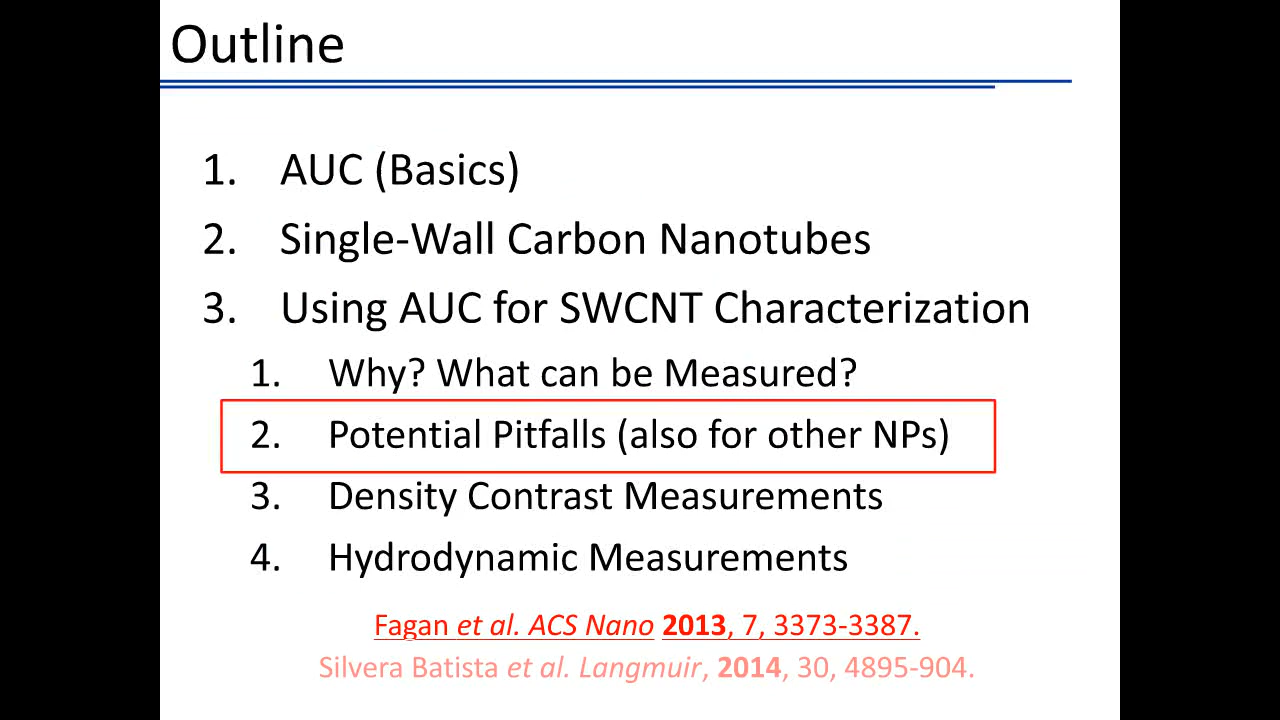 Outline
1. AUC (Basics)
2. Single-Wall Carbon Nanotubes
3. Using AUC for SWCNT Characterization
1. Why? What can be Measured?
2. Potential Pitfalls (also for other NPs)
3. Density Contrast Measurements
4. Hydrodynamic Measurements
Fagan et al. ACS Nano 2013, 7, 3373-3387.
Silvera Batista et al. Langmuir, 2014, 30, 4895-904.